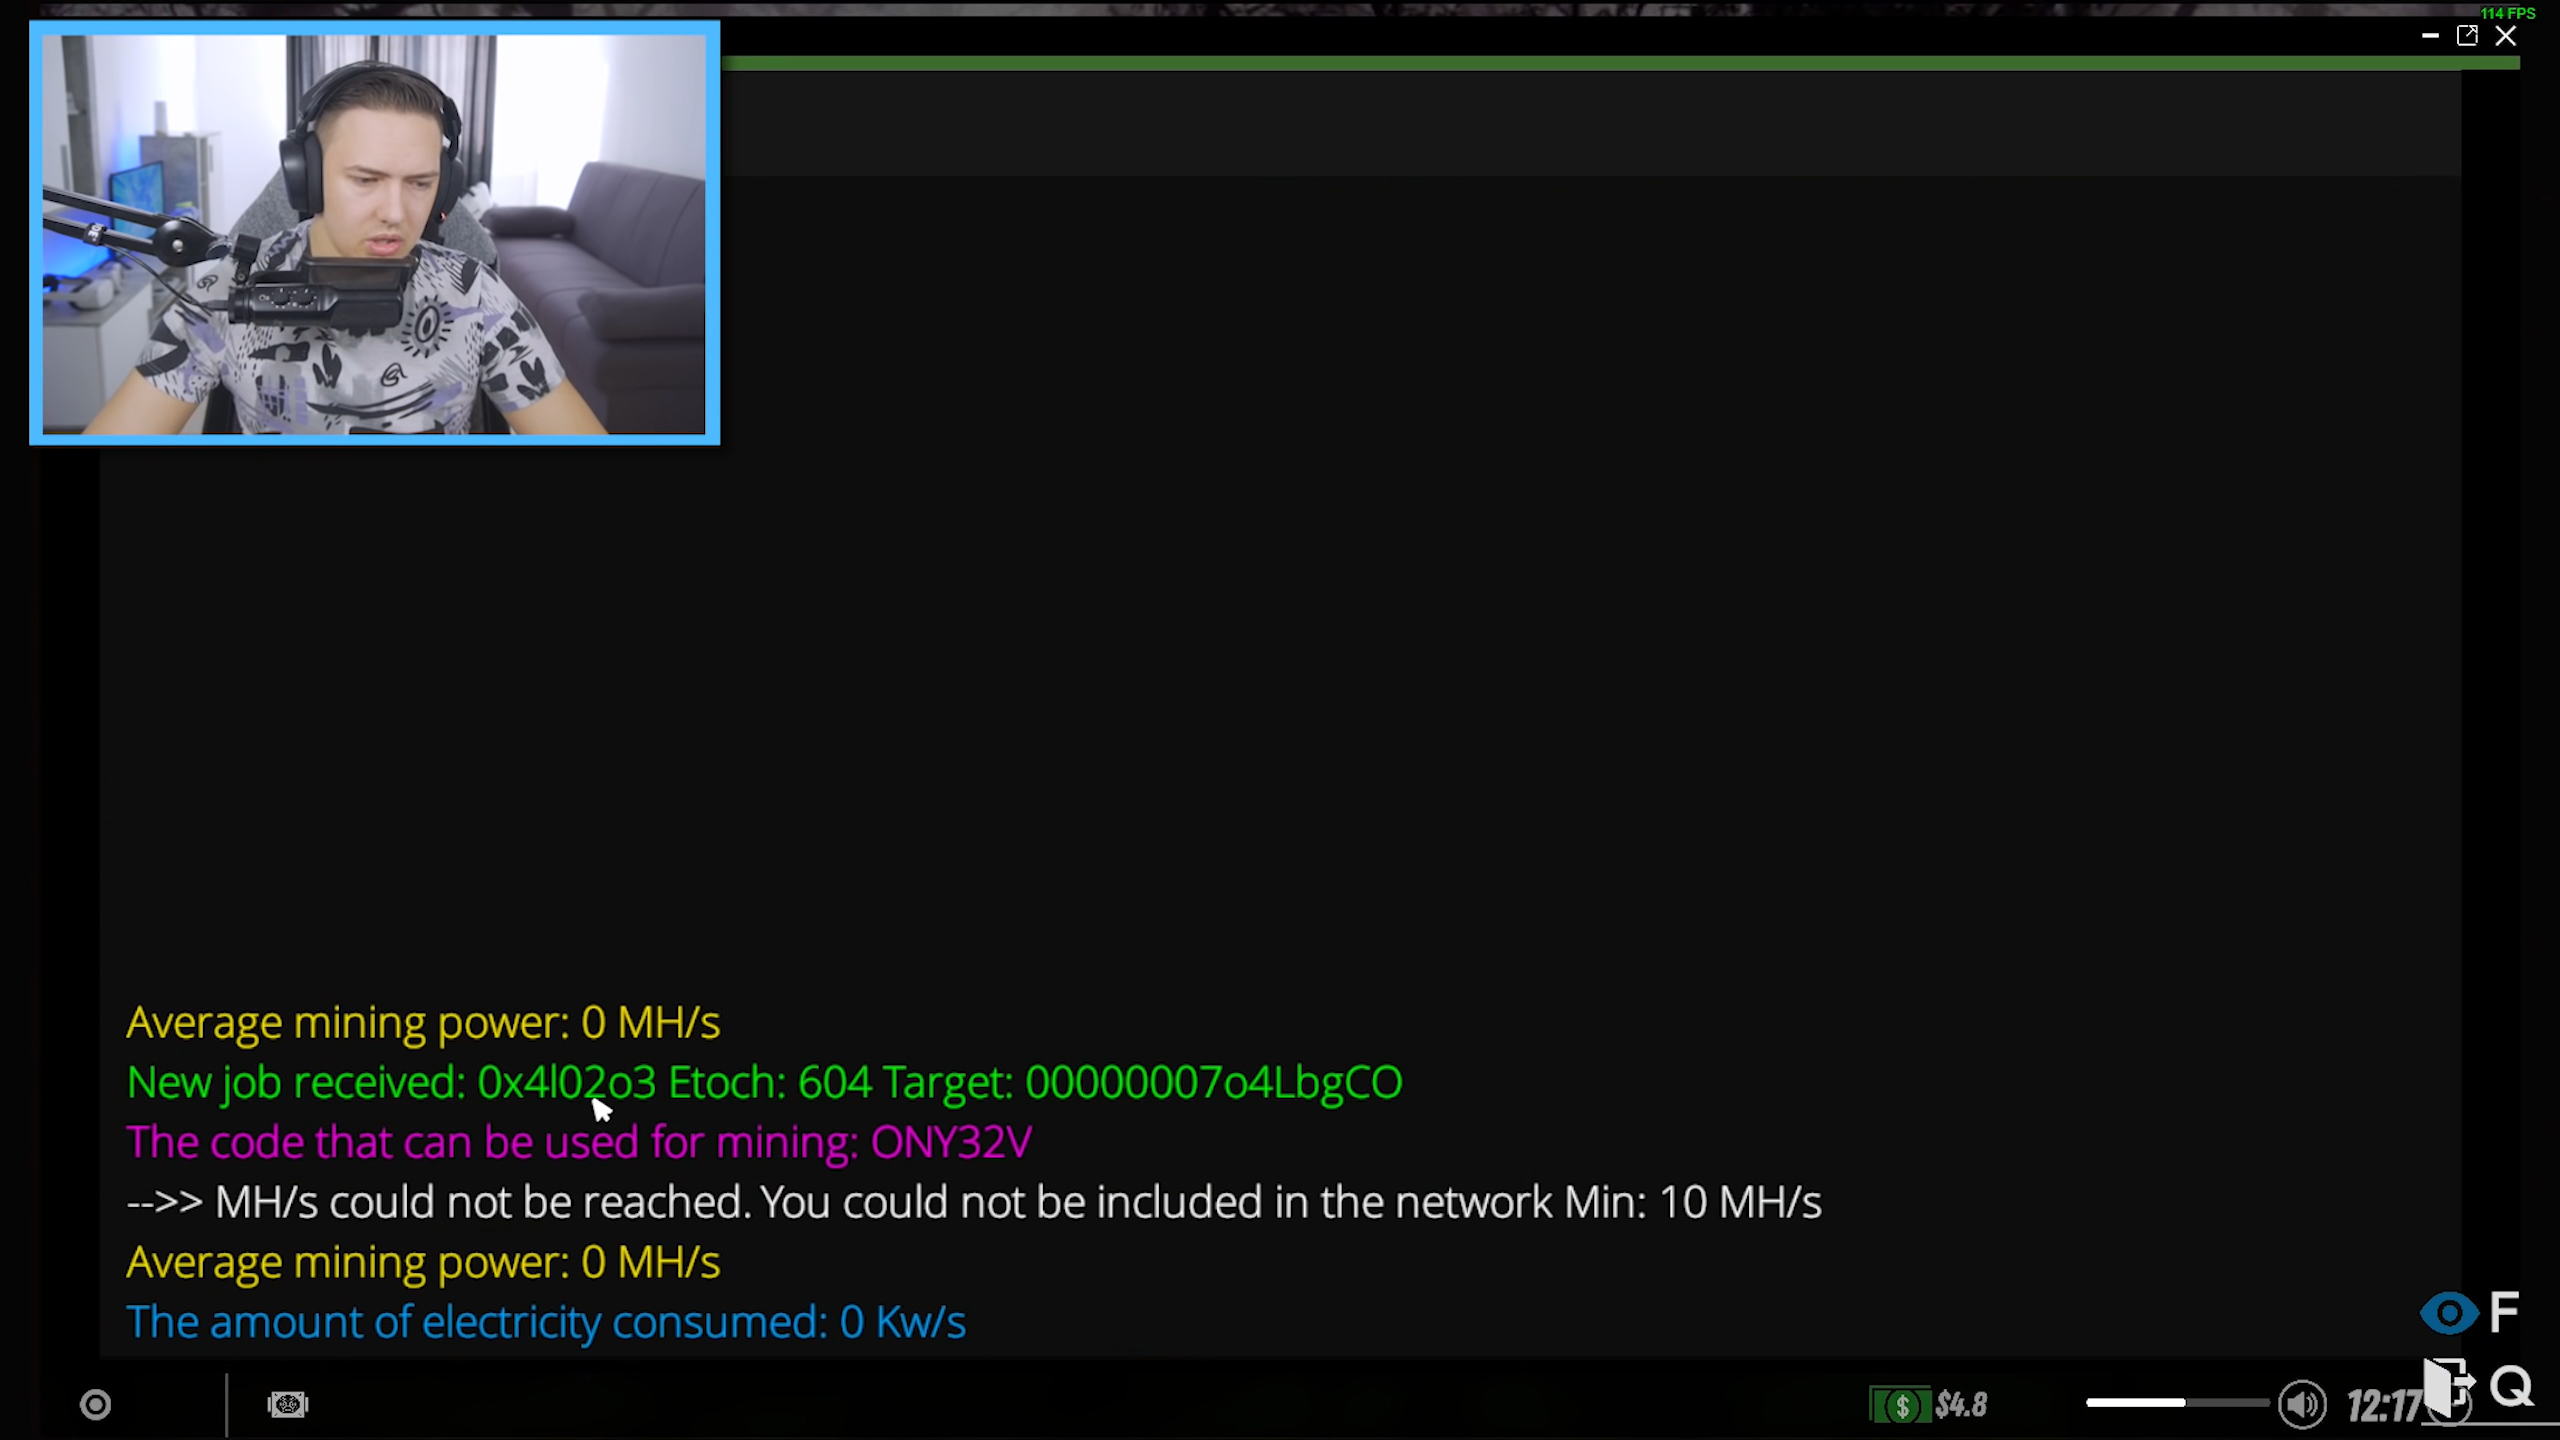 114 FPS
Average mining power: 0 MH/s
New job received: 0x4l02o3 Etoch: 604 Target: 00000007o4LbgCO
The code that can be used for mining: ONY32V
-->> MH/s could not be reached. You could not be included in the network Min: 10 MH/s
Average mining power: 0 MH/s
The amount of electricity consumed: 0 Kw/s
F
$4.8
12:17
Q